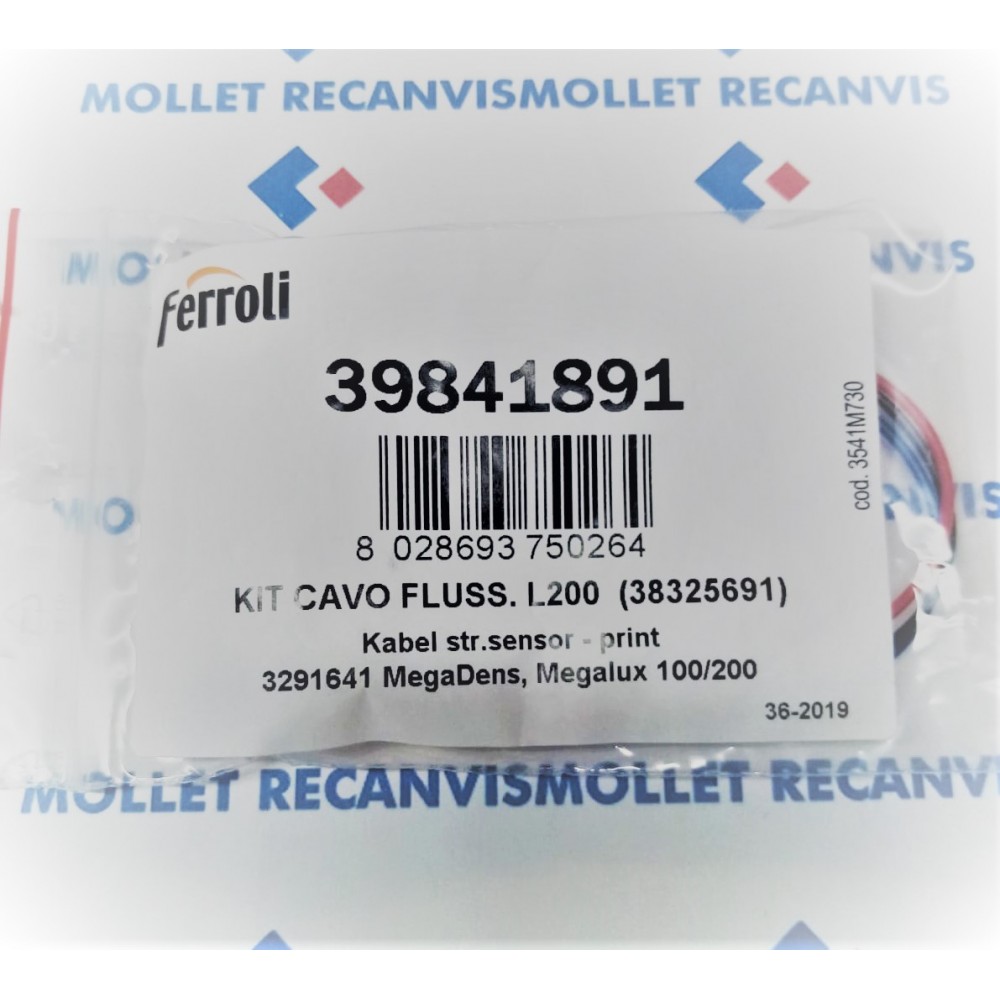 MOLLET RECANVISMOLLET RECANVIS
ferroli
39841891
8 028693 750264
KIT CAVO FLUSS. L200 (38325691)
Kabel str.sensor - print
3291641 MegaDens, Megalux 100/200
36-2019
cod. 3541M730
MOLLET RECANVISMOLLET RECANV